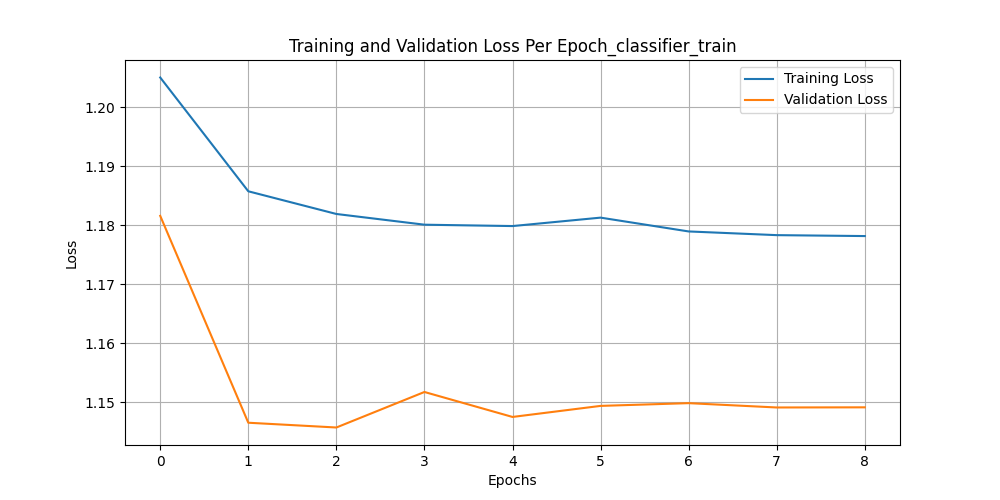 Training and Validation Loss Per Epoch_classifier_train
Training Loss
Validation Loss
1.20
1.19
1.18
1.17
1.16
1.15
Loss
0 1 2 3 4 5 6 7 8
Epochs